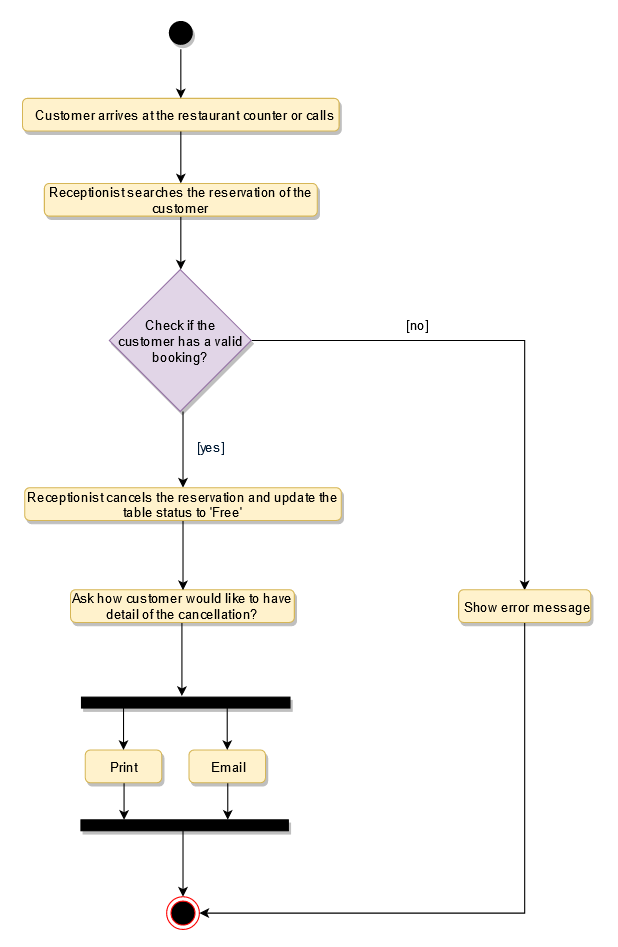 Customer arrives at the restaurant counter or calls
Receptionist searches the reservation of the
customer
Check if the
customer has a valid
booking?
[no]
[yes]
Receptionist cancels the reservation and update the
table status to 'Free'
Ask how customer would like to have
detail of the cancellation?
Show error message
Print
Email